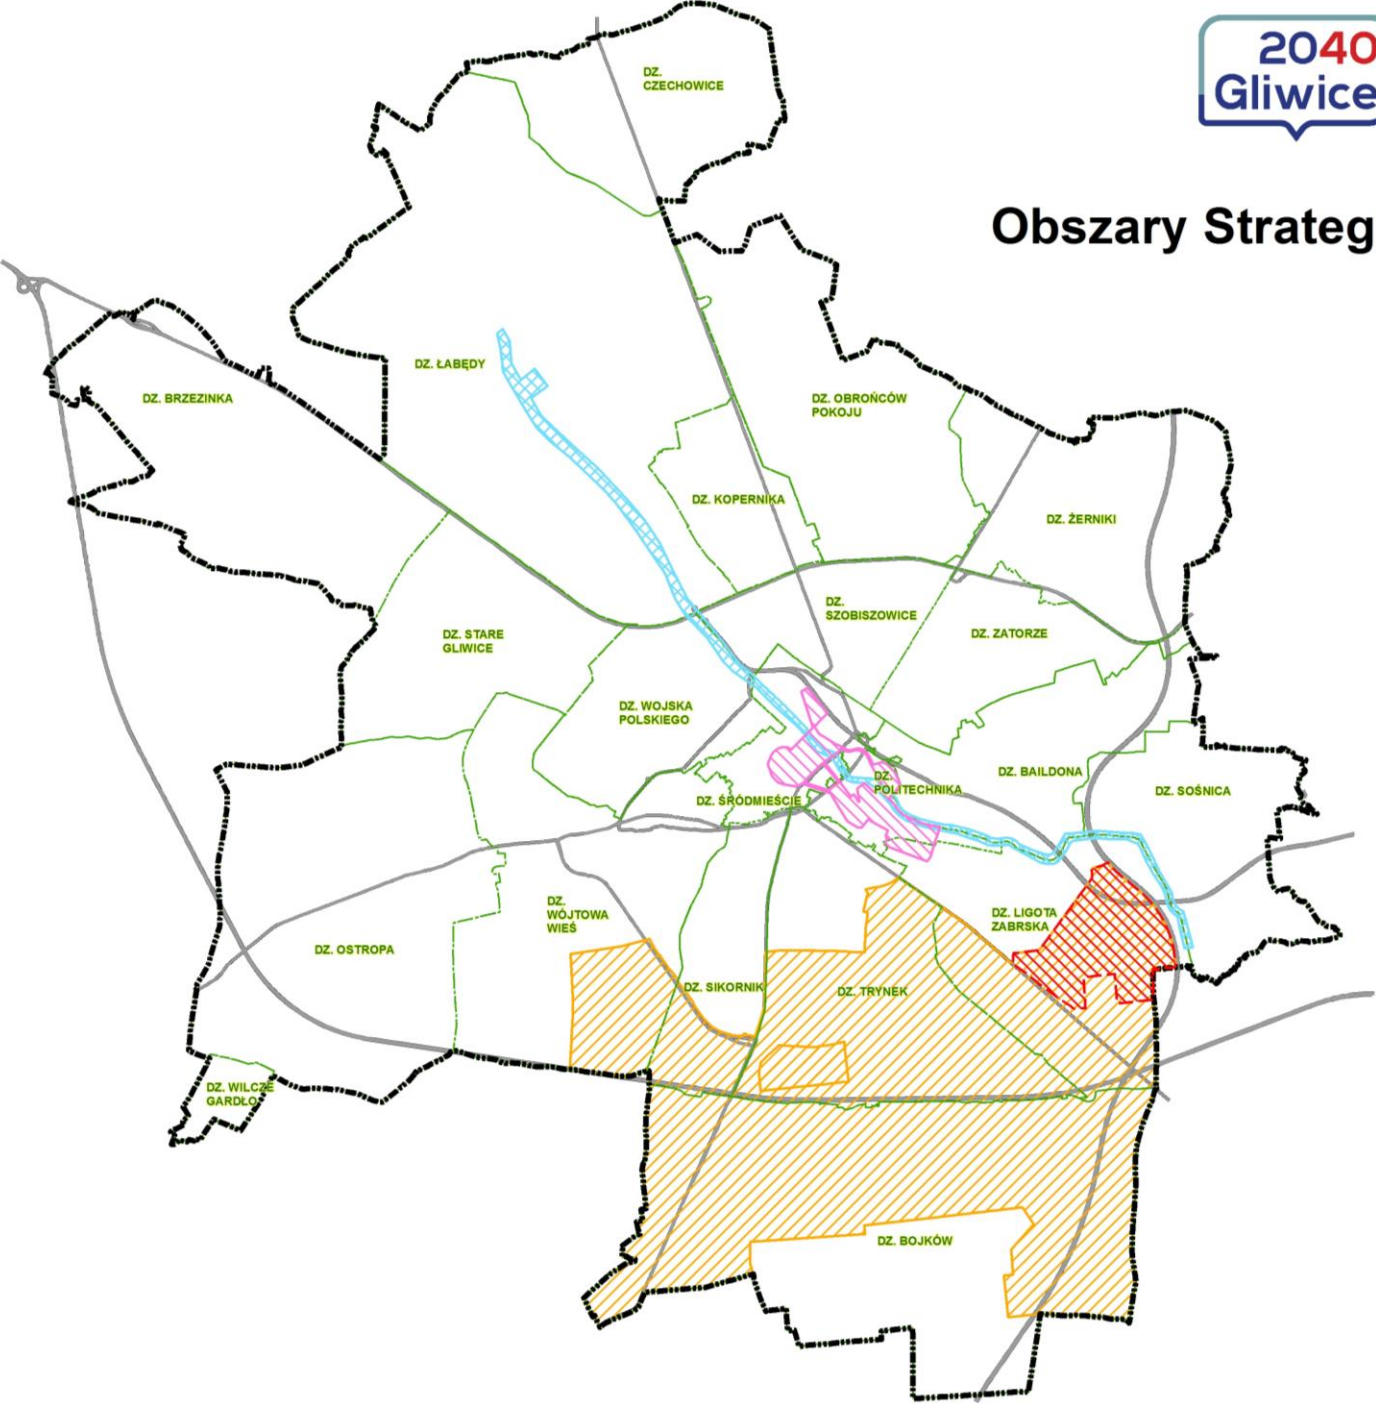 2040
Gliwice
Obszary Strateg
DZ.
CZECHOWICE
DZ. ŁABĘDY
DZ. BRZEZINKA
DZ. OBROŃCÓW
POKOJU
DZ. KOPERNIKA
DZ. ŻERNIKI
DZ.
SZOBISZOWICE
DZ. ZATORZE
DZ. STARE
GLIWICE
DZ. WOJSKA
POLSKIEGO
DZ. BAILDONA
DZ.
POLITECHNIKA
DZ. SOŚNICA
DZ. ŚRÓDMIEŚCIE
DZ.
WÓJTOWA
WIEŚ
DZ. LIGOTA
ZABRSKA
DZ. OSTROPA
DZ. SIKORNIK
DZ. TRYNEK
DZ. WILCZE
GARDŁO
DZ. BOJKÓW